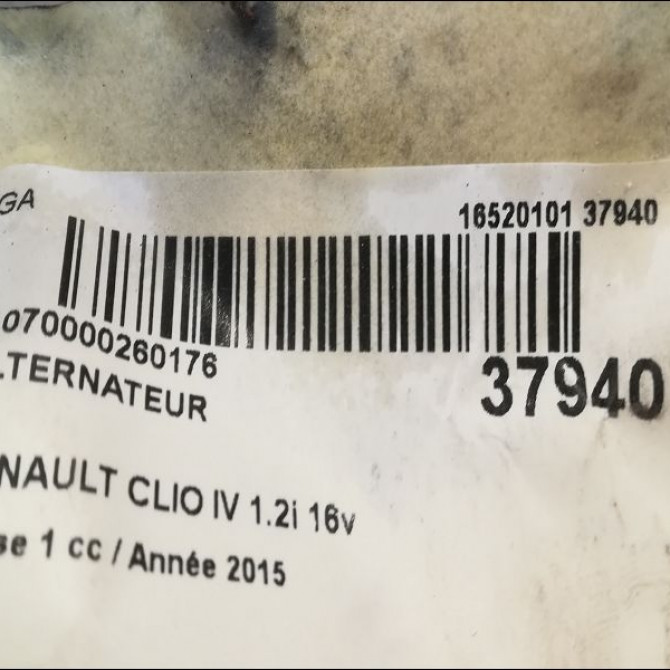 GA
16520101 37940
070000260176
37940
LTERNATEUR
NAULT CLIO IV 1.2i 16v
se 1 cc / Année 2015